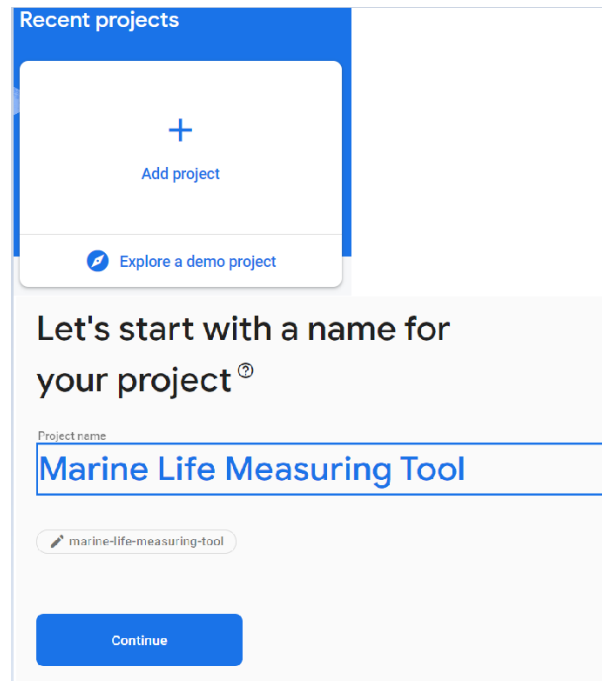 Recent projects
Add project
Explore a demo project
Let's start with a name for
your project
Project name
Marine Life Measuring Tool
marine-life-measuring-tool
Continue